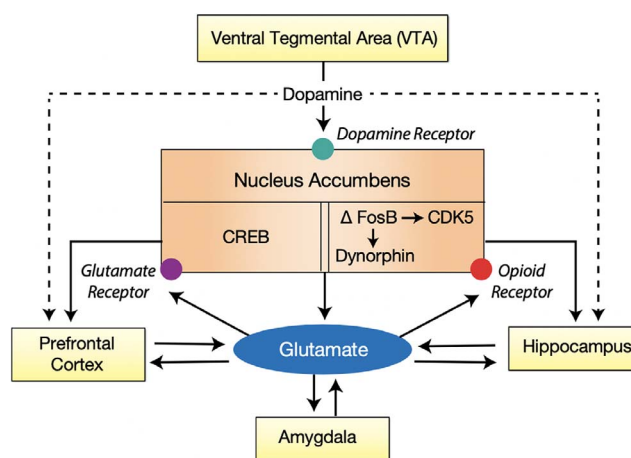 Ventral Tegmental Area (VTA)
Dopamine
Dopamine Receptor
Nucleus Accumbens
CREB
Δ FosB → CDK5
Dynorphin
Glutamate
Receptor
Opioid
Receptor
Prefrontal
Cortex
Glutamate
Hippocampus
Amygdala